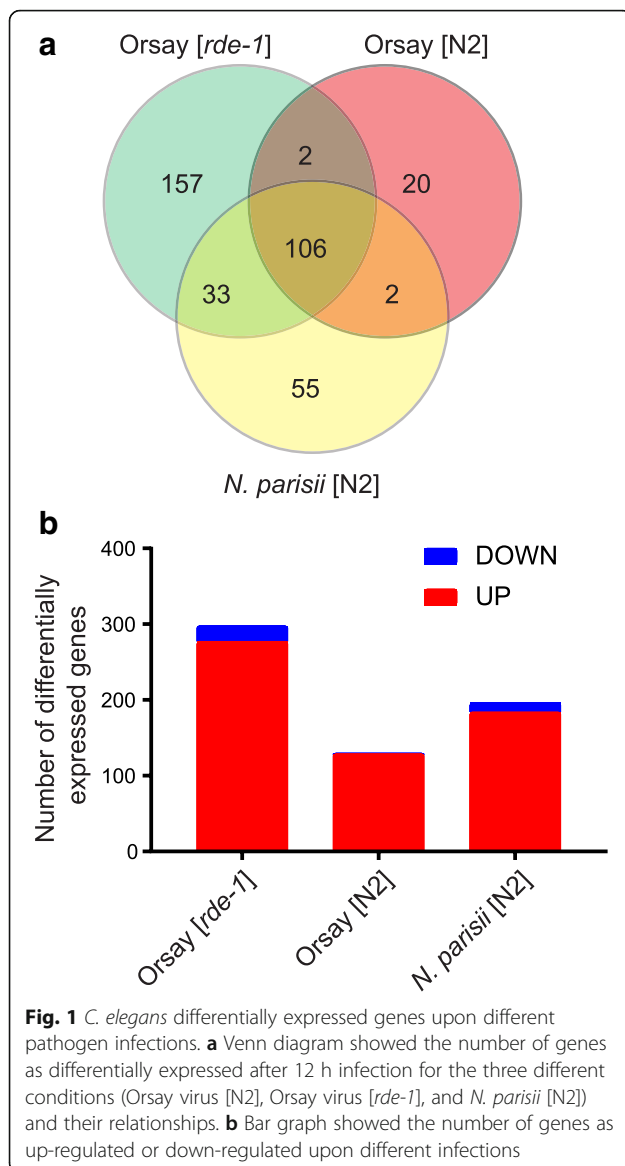 a
Orsay [rde-1]
Orsay [N2]
2
157
20
106
33
2
55
N. parisii [N2]
b
400
300
200
100
0
Number of differentially
expressed genes
DOWN
UP
Orsay [rde-1]
Orsay [N2]
N. parisii [N2]
Fig. 1 C. elegans differentially expressed genes upon different
pathogen infections. a Venn diagram showed the number of genes
as differentially expressed after 12 h infection for the three different
conditions (Orsay virus [N2], Orsay virus [rde-1], and N. parisii [N2])
and their relationships. b Bar graph showed the number of genes as
up-regulated or down-regulated upon different infections